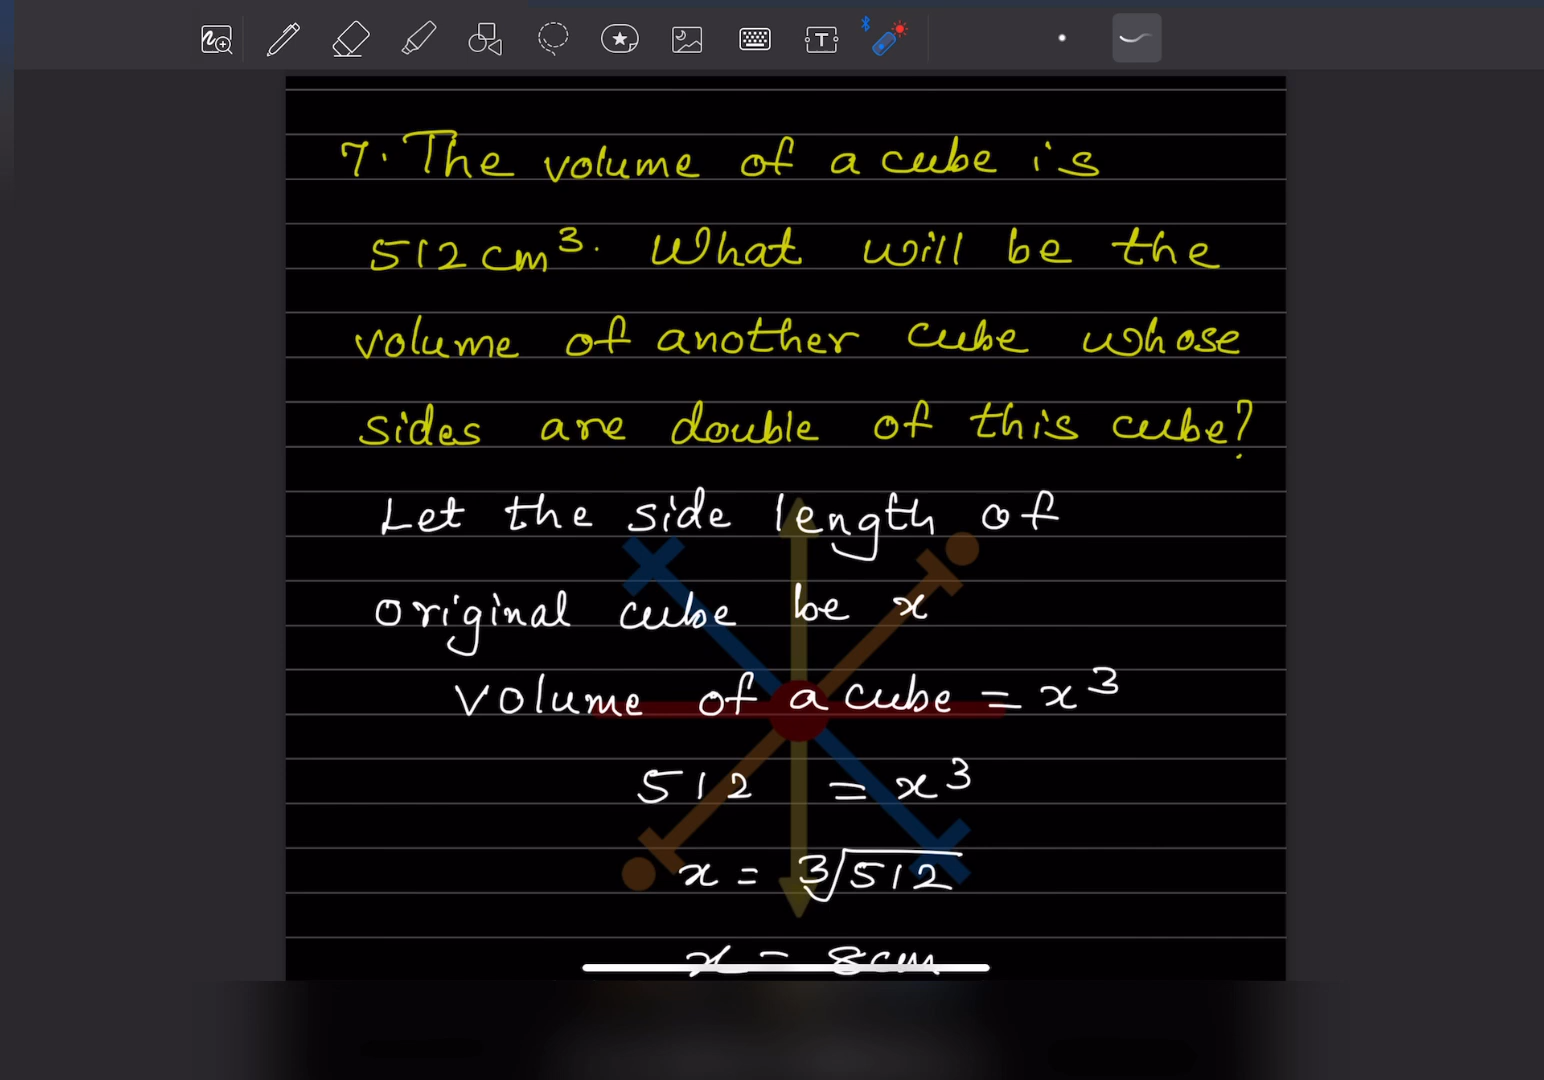 7. The volume of a cube is
512 cm³. What will be the
volume of another cube whose
sides are double of this cube?
Let the side length of
original cube be x
volume of a cube = x³
512 = x³
x = ∛512
x = 8cm